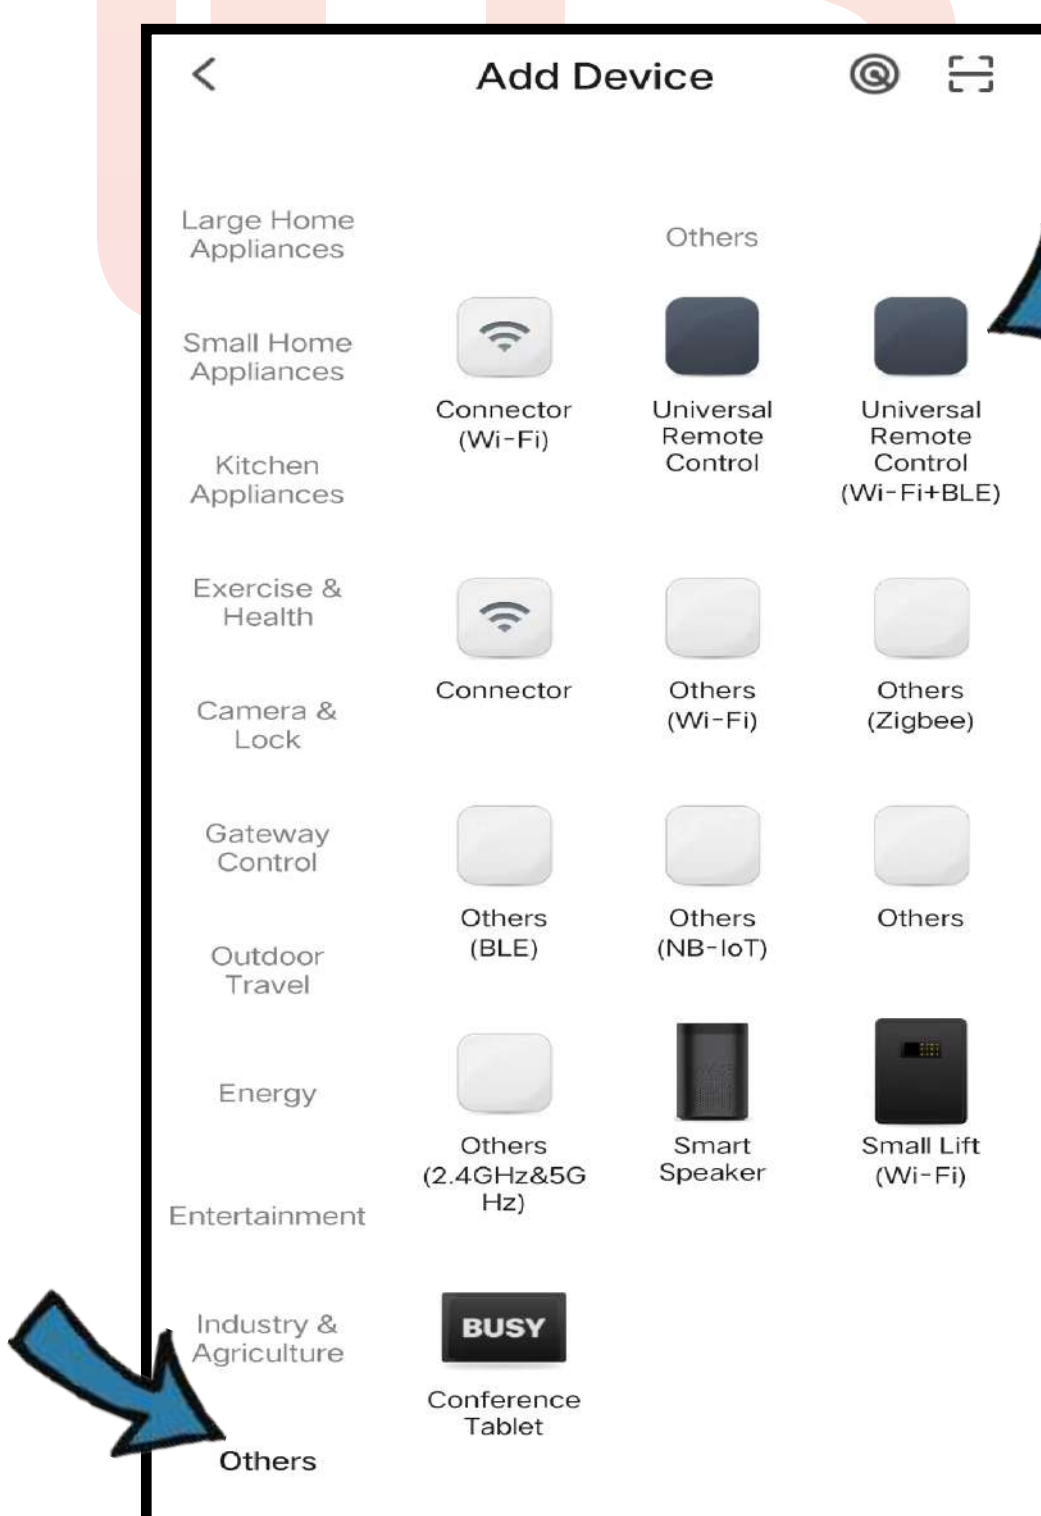 Add Device
Large Home
Appliances
Small Home
Appliances
Kitchen
Appliances
Exercise &
Health
Camera &
Lock
Gateway
Control
Outdoor
Travel
Energy
Entertainment
Industry &
Agriculture
Others
Others
Connector
(Wi-Fi)
Universal
Remote
Control
Universal
Remote
Control
(Wi-Fi+BLE)
Connector
Others
(Wi-Fi)
Others
(Zigbee)
Others
(BLE)
Others
(NB-IoT)
Others
Others
(2.4GHz&5G
Hz)
Smart
Speaker
Small Lift
(Wi-Fi)
BUSY
Conference
Tablet